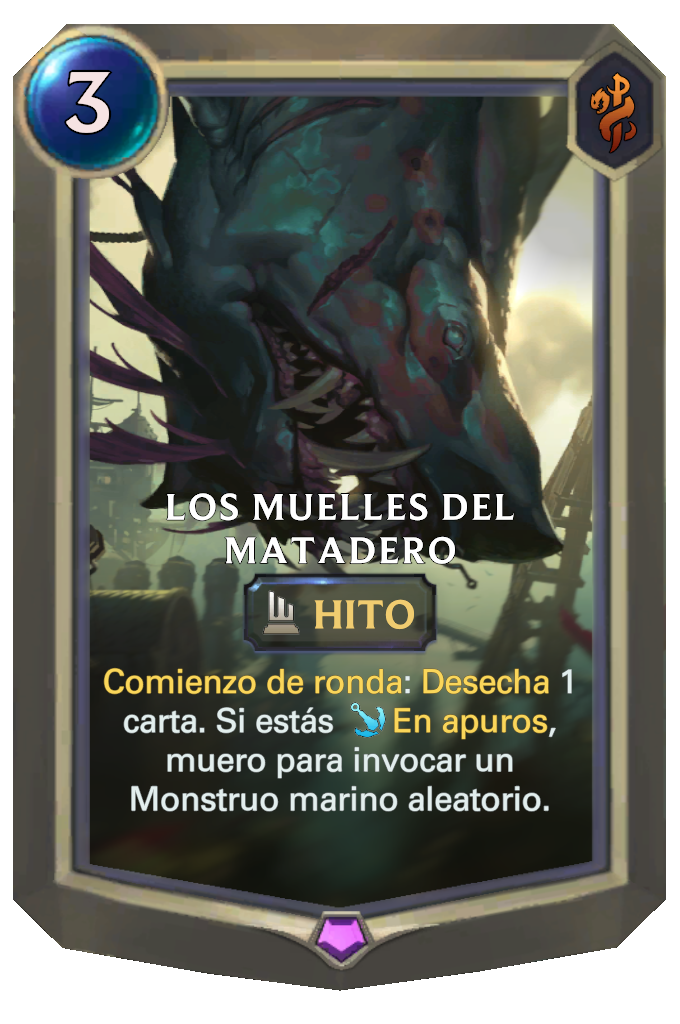 3
LOS MUELLES DEL
MATADERO
HITO
Comienzo de ronda: Desecha 1
carta. Si estás En apuros,
muero para invocar un
Monstruo marino aleatorio.